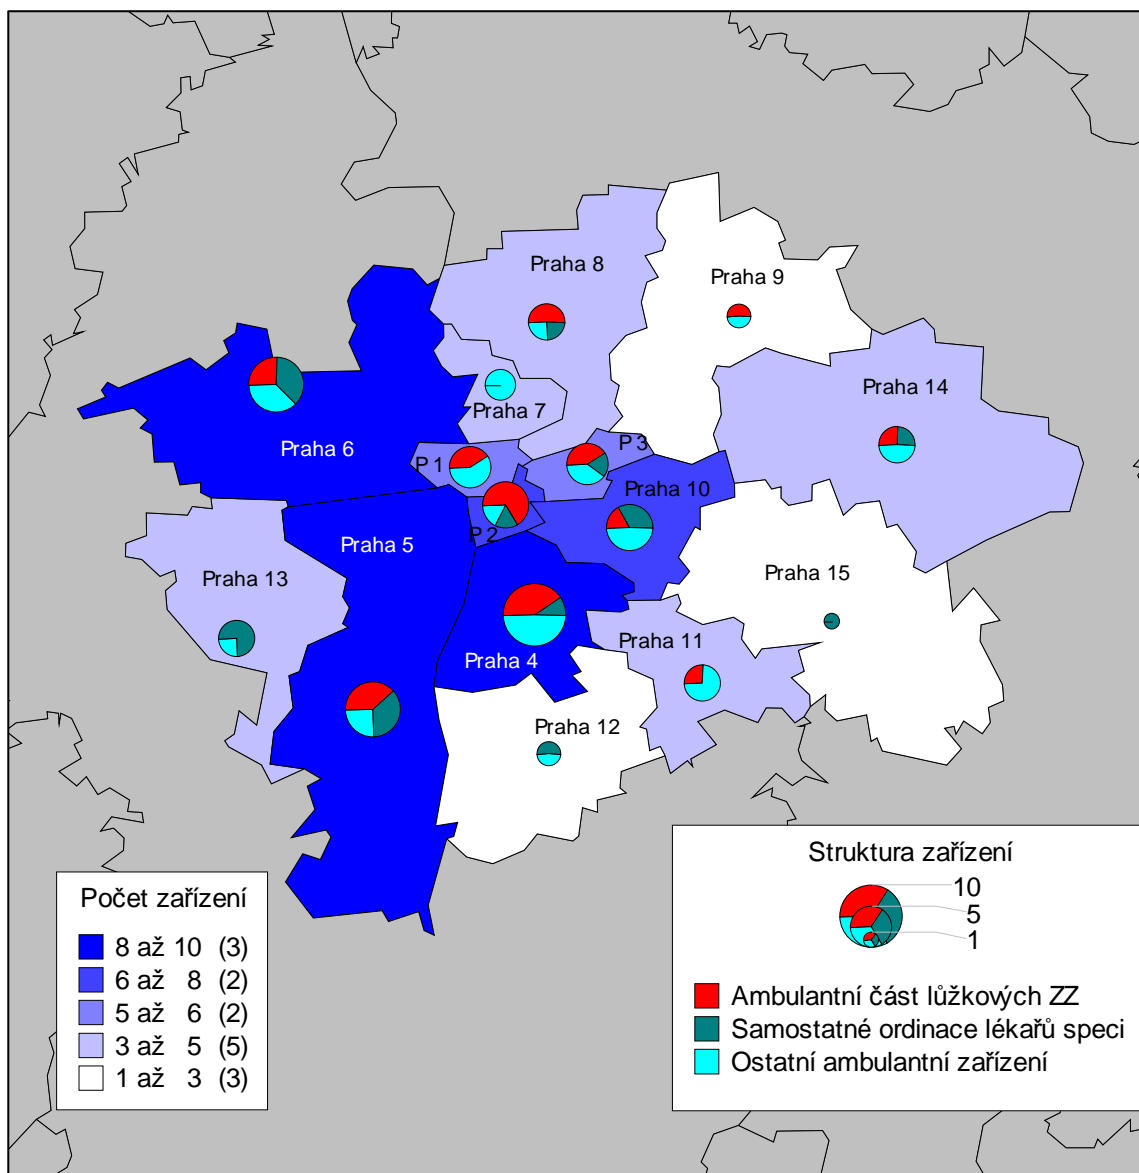 Praha 8
Praha 9
Praha 14
Praha 7
Praha 6
P 3
P 1
Praha 10
P 2
Praha 5
Praha 13
Praha 15
Praha 11
Praha 4
Praha 12
Počet zařízení
8 až 10 (3)
6 až 8 (2)
5 až 6 (2)
3 až 5 (5)
1 až 3 (3)
Struktura zařízení
10
5
1
Ambulantní část lůžkových ZZ
Samostatné ordinace lékařů speci
Ostatní ambulantní zařízení